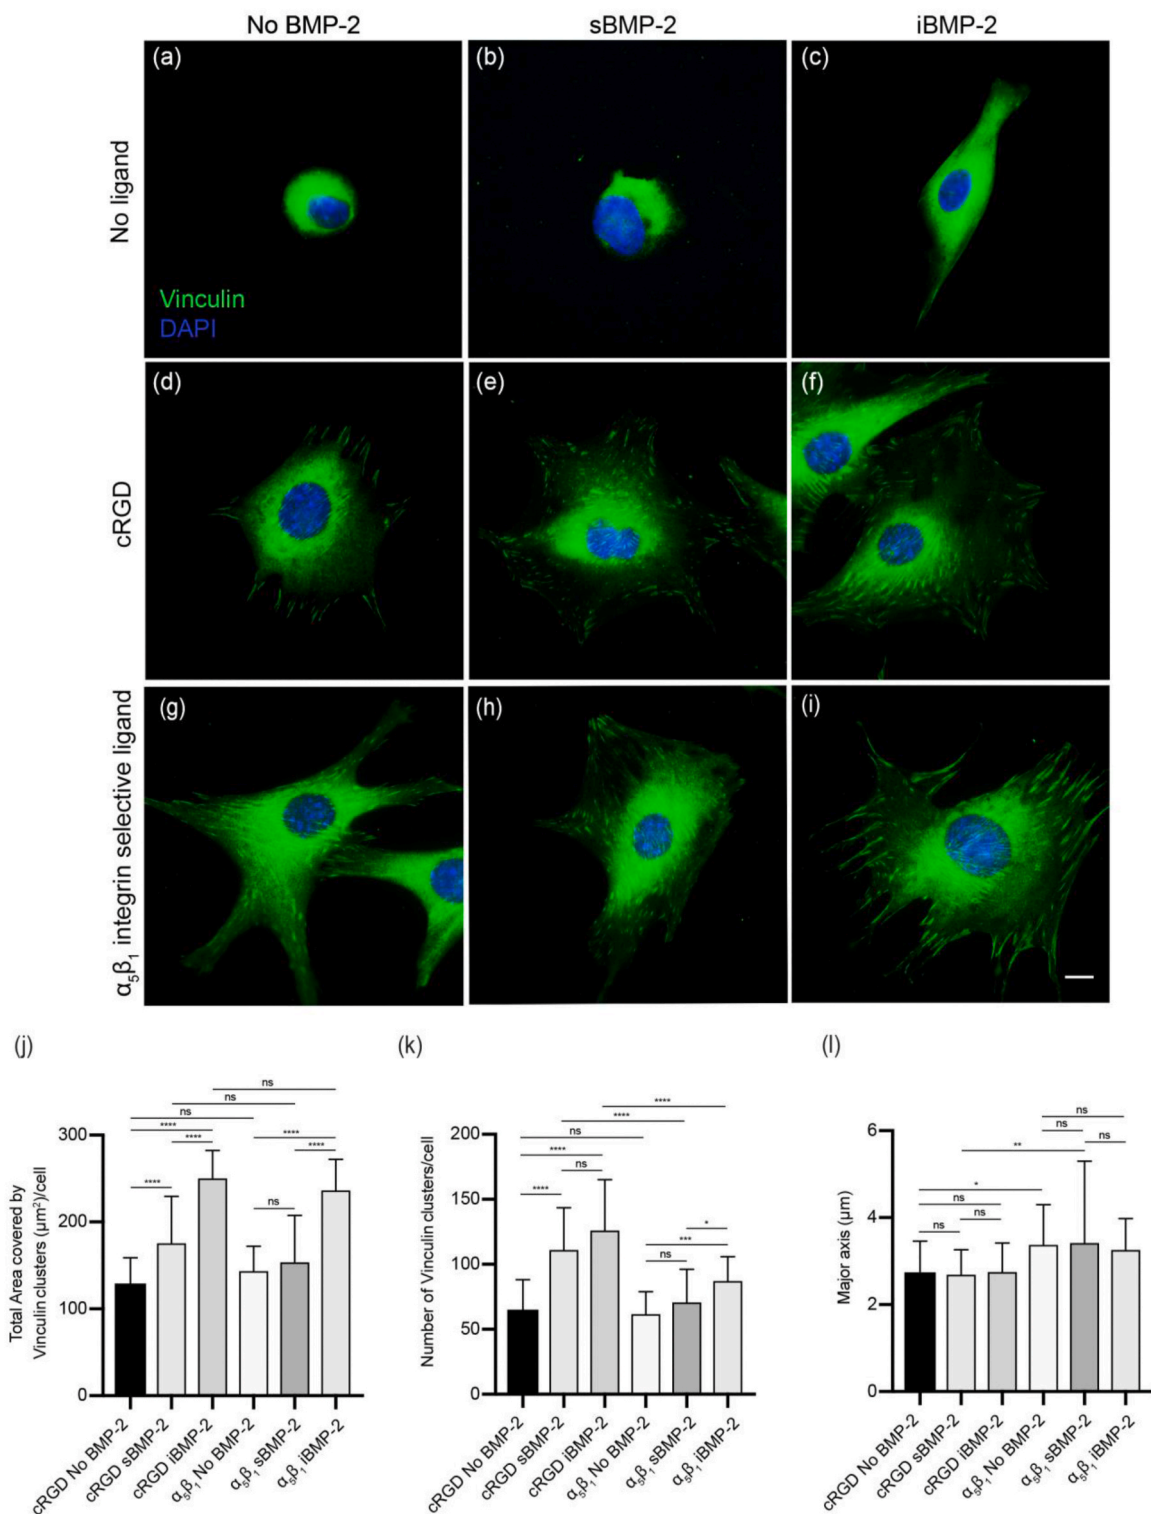 No BMP-2 sBMP-2 iBMP-2
No ligand
(a) (b) (c)
Vinculin
DAPI
cRGD
(d) (e) (f)
α5β1 integrin selective ligand
(g) (h) (i)
(j)
ns
ns
ns
**** ****
**** ****
**** ns
Total Area covered by
Vinculin clusters (µm²)/cell
300
200
100
0
cRGD No BMP-2
cRGD sBMP-2
cRGD iBMP-2
α5β1 No BMP-2
α5β1 sBMP-2
α5β1 iBMP-2
(k)
****
****
ns
****
ns *
**** ***
ns
Number of Vinculin clusters/cell
200
150
100
50
0
cRGD No BMP-2
cRGD sBMP-2
cRGD iBMP-2
α5β1 No BMP-2
α5β1 sBMP-2
α5β1 iBMP-2
(l)
ns
ns
** ns
*
ns
ns ns
Major axis (µm)
6
4
2
0
cRGD No BMP-2
cRGD sBMP-2
cRGD iBMP-2
α5β1 No BMP-2
α5β1 sBMP-2
α5β1 iBMP-2